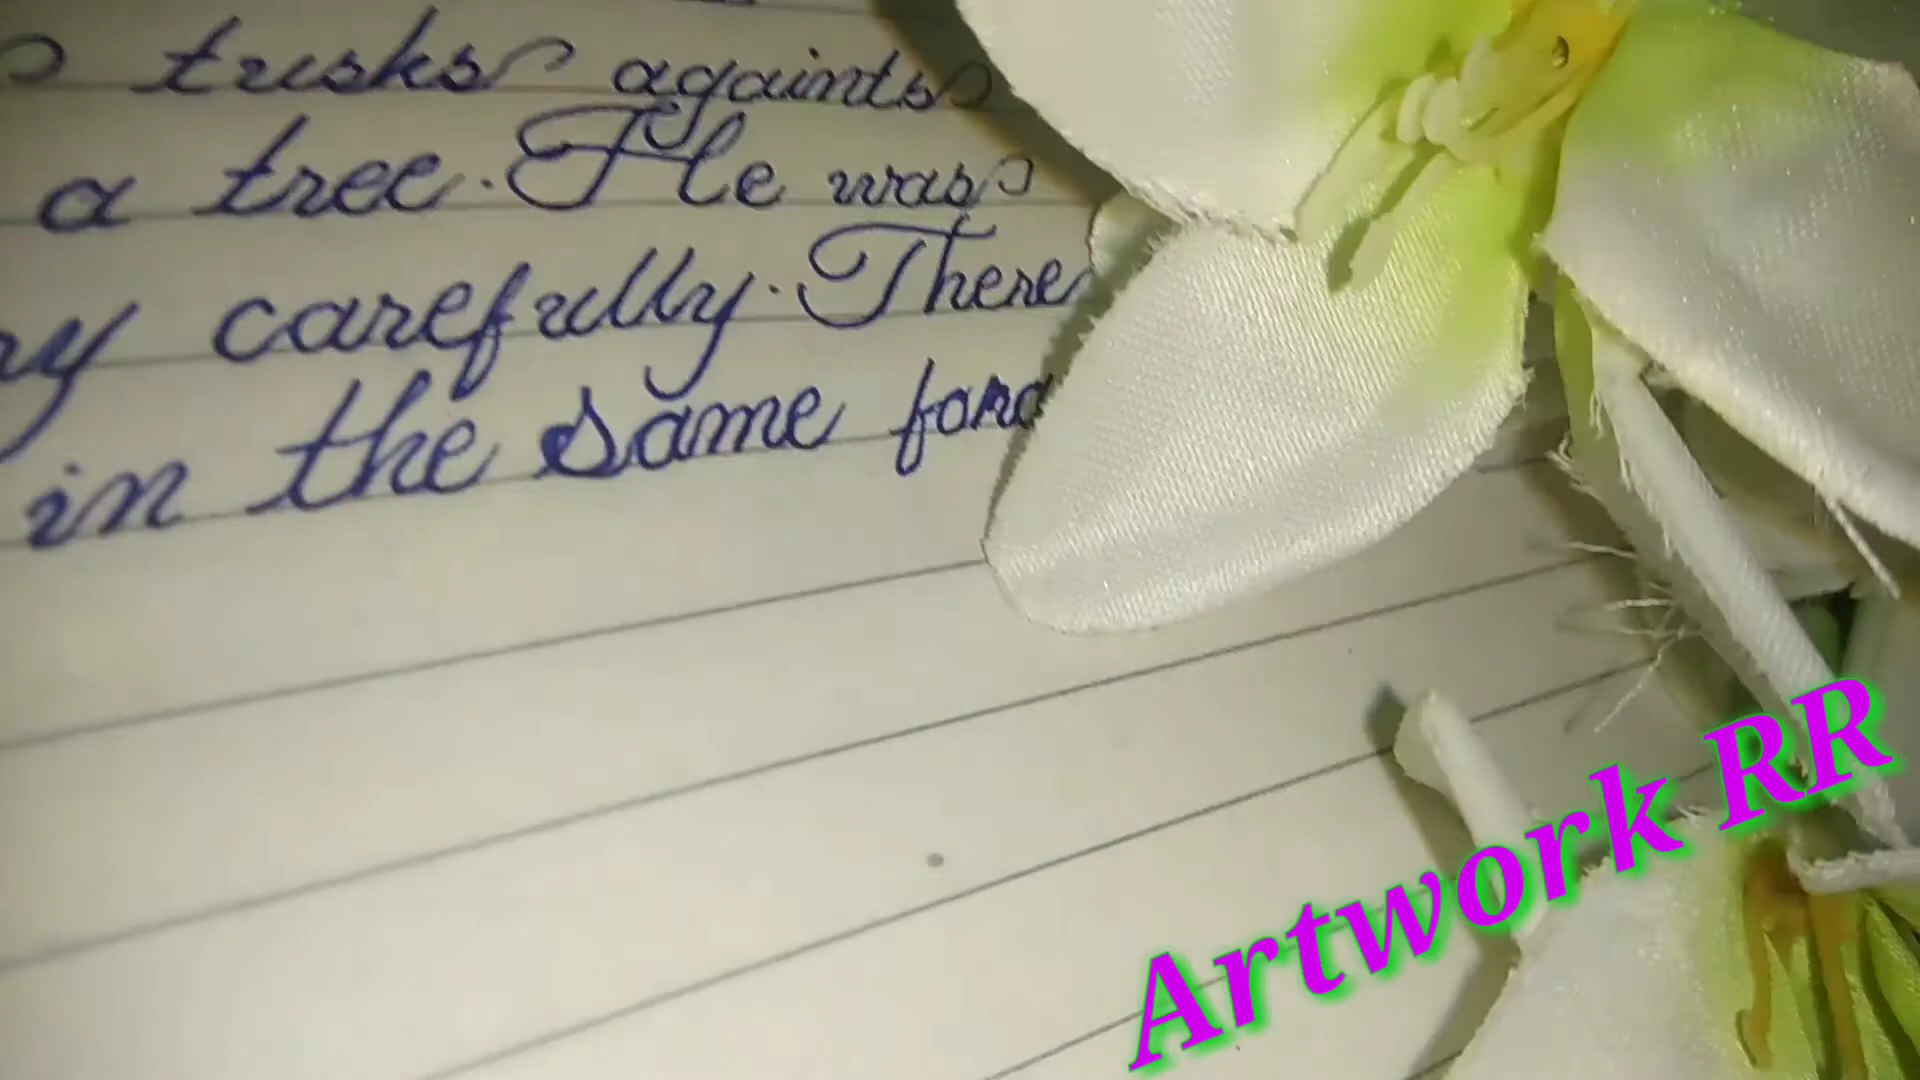 tusks againts
a tree. He was
carefully. There
in the same
Artwork RR